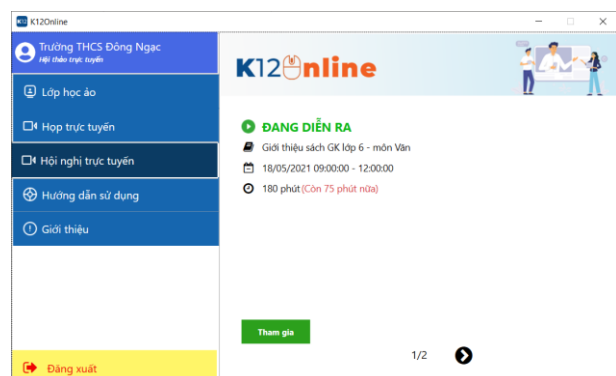 K12 K12Online
Trường THCS Đông Ngạc
Hội thảo trực tuyến
Lớp học ảo
Họp trực tuyến
Hội nghị trực tuyến
Hướng dẫn sử dụng
Giới thiệu
Đăng xuất
K12Online
ĐANG DIỄN RA
Giới thiệu sách GK lớp 6 - môn Văn
18/05/2021 09:00:00 - 12:00:00
180 phút (Còn 75 phút nữa)
Tham gia
1/2